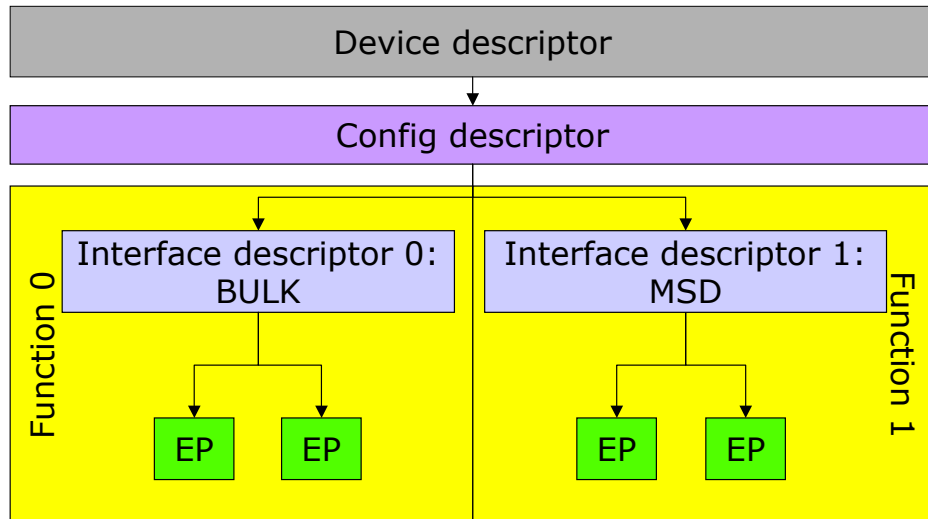 Device descriptor
Config descriptor
Function 0
Interface descriptor 0:
BULK
EP
EP
Interface descriptor 1:
MSD
EP
EP
Function 1